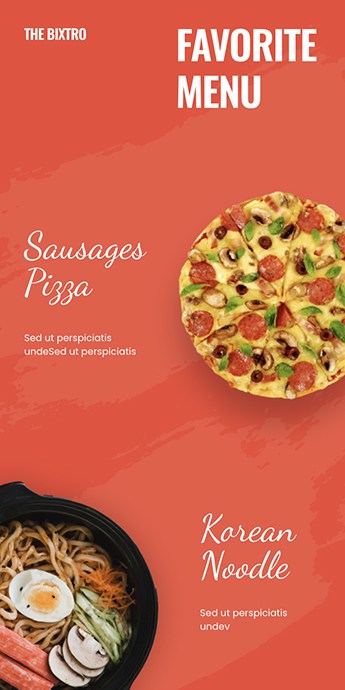 THE BIXTRO
FAVORITE
MENU
Sausages
Pizza
Sed ut perspiciatis
undeSed ut perspiciatis
Korean
Noodle
Sed ut perspiciatis
undev